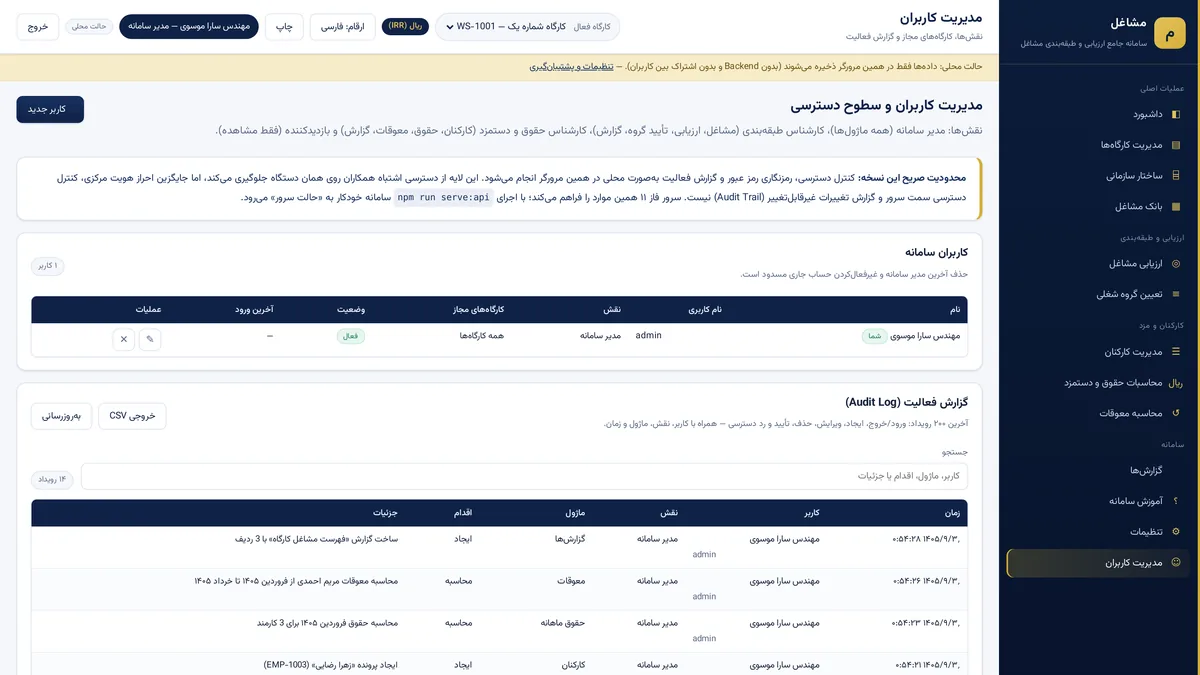 مشاغل
سامانه جامع ارزیابی و طبقه‌بندی مشاغل
م
عملیات اصلی
داشبورد
مدیریت کارگاه‌ها
ساختار سازمانی
بانک مشاغل
ارزیابی و طبقه‌بندی
ارزیابی مشاغل
تعیین گروه شغلی
کارکنان و مزد
مدیریت کارکنان
ریال محاسبات حقوق و دستمزد
محاسبه معوقات
سامانه
گزارش‌ها
؟ آموزش سامانه
تنظیمات
مدیریت کاربران
مدیریت کاربران
نقش‌ها، کارگاه‌های مجاز و گزارش فعالیت
کارگاه فعال کارگاه شماره یک — WS-1001
ریال (IRR)
ارقام: فارسی
چاپ
مهندس سارا موسوی — مدیر سامانه
حالت محلی
خروج
حالت محلی: داده‌ها فقط در همین مرورگر ذخیره می‌شوند (بدون Backend و بدون اشتراک بین کاربران). — تنظیمات و پشتیبان‌گیری
مدیریت کاربران و سطوح دسترسی
نقش‌ها: مدیر سامانه (همه ماژول‌ها)، کارشناس طبقه‌بندی (مشاغل، ارزیابی، تأیید گروه، گزارش)، کارشناس حقوق و دستمزد (کارکنان، حقوق، معوقات، گزارش) و بازدیدکننده (فقط مشاهده).
کاربر جدید
محدودیت صریح این نسخه: کنترل دسترسی، رمزنگاری رمز عبور و گزارش فعالیت به‌صورت محلی در همین مرورگر انجام می‌شود. این لایه از دسترسی اشتباه همکاران روی همان دستگاه جلوگیری می‌کند، اما جایگزین احراز هویت مرکزی، کنترل
دسترسی سمت سرور و گزارش تغییرات غیرقابل‌تغییر (Audit Trail) نیست. سرور فاز ۱۱ همین موارد را فراهم می‌کند؛ با اجرای npm run serve:api سامانه خودکار به «حالت سرور» می‌رود.
کاربران سامانه
حذف آخرین مدیر سامانه و غیرفعال‌کردن حساب جاری مسدود است.
۱ کاربر
نام نام کاربری نقش کارگاه‌های مجاز وضعیت آخرین ورود عملیات
مهندس سارا موسوی شما admin مدیر سامانه همه کارگاه‌ها فعال —
گزارش فعالیت (Audit Log)
آخرین ۲۰۰ رویداد: ورود/خروج، ایجاد، ویرایش، حذف، تأیید و رد دسترسی — همراه با کاربر، نقش، ماژول و زمان.
خروجی CSV
به‌روزرسانی
جستجو
کاربر، ماژول، اقدام یا جزئیات
۱۴ رویداد
زمان کاربر نقش ماژول اقدام جزئیات
۱۴۰۵/۹/۳, ۰:۵۴:۲۸ مهندس سارا موسوی مدیر سامانه گزارش‌ها ایجاد ساخت گزارش «فهرست مشاغل کارگاه» با 3 ردیف
admin
۱۴۰۵/۹/۳, ۰:۵۴:۲۶ مهندس سارا موسوی مدیر سامانه معوقات محاسبه محاسبه معوقات مریم احمدی از فروردین ۱۴۰۵ تا خرداد ۱۴۰۵
admin
۱۴۰۵/۹/۳, ۰:۵۴:۲۳ مهندس سارا موسوی مدیر سامانه حقوق ماهانه محاسبه محاسبه حقوق فروردین ۱۴۰۵ برای 3 کارمند
admin
۱۴۰۵/۹/۳, ۰:۵۴:۲۱ مهندس سارا موسوی مدیر سامانه کارکنان ایجاد ایجاد پرونده «زهرا رضایی» (EMP-1003)